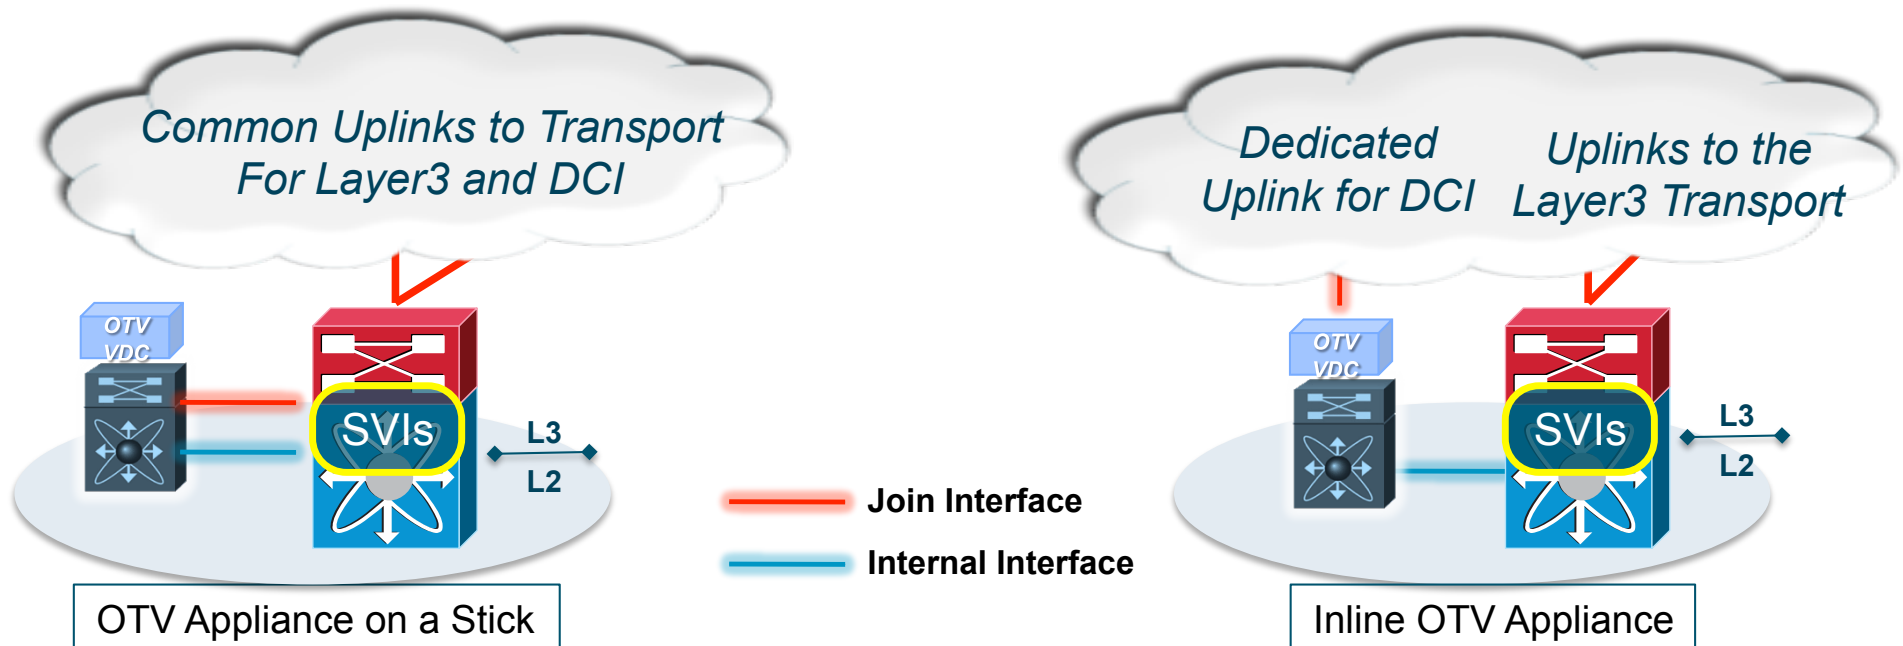 Common Uplinks to Transport
For Layer3 and DCI
OTV
VDC
SVIs
L3
L2
OTV Appliance on a Stick
Join Interface
Internal Interface
Dedicated
Uplink for DCI
Uplinks to the
Layer3 Transport
OTV
VDC
SVIs
L3
L2
Inline OTV Appliance